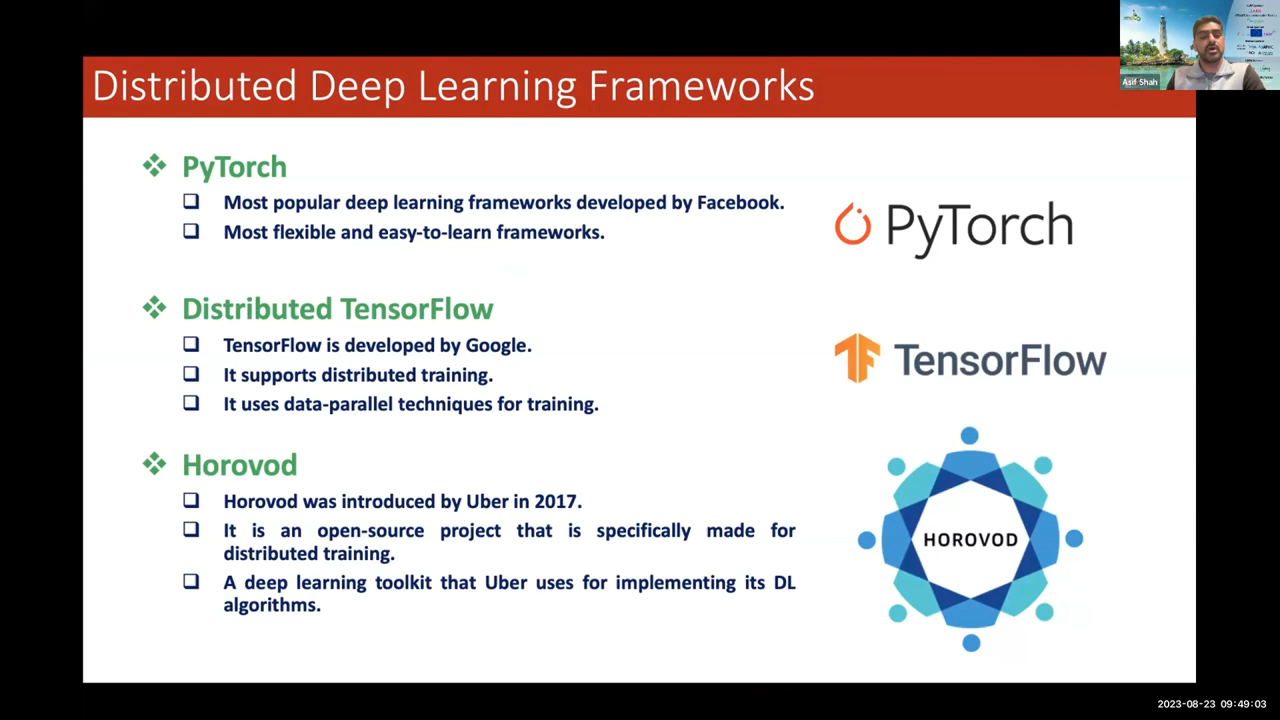 Distributed Deep Learning Frameworks
Asif Shah
PyTorch
Most popular deep learning frameworks developed by Facebook.
Most flexible and easy-to-learn frameworks.
PyTorch
Distributed TensorFlow
TensorFlow is developed by Google.
It supports distributed training.
It uses data-parallel techniques for training.
TensorFlow
Horovod
Horovod was introduced by Uber in 2017.
It is an open-source project that is specifically made for
distributed training.
A deep learning toolkit that Uber uses for implementing its DL
algorithms.
HOROVOD
2023-08-23 09:49:03